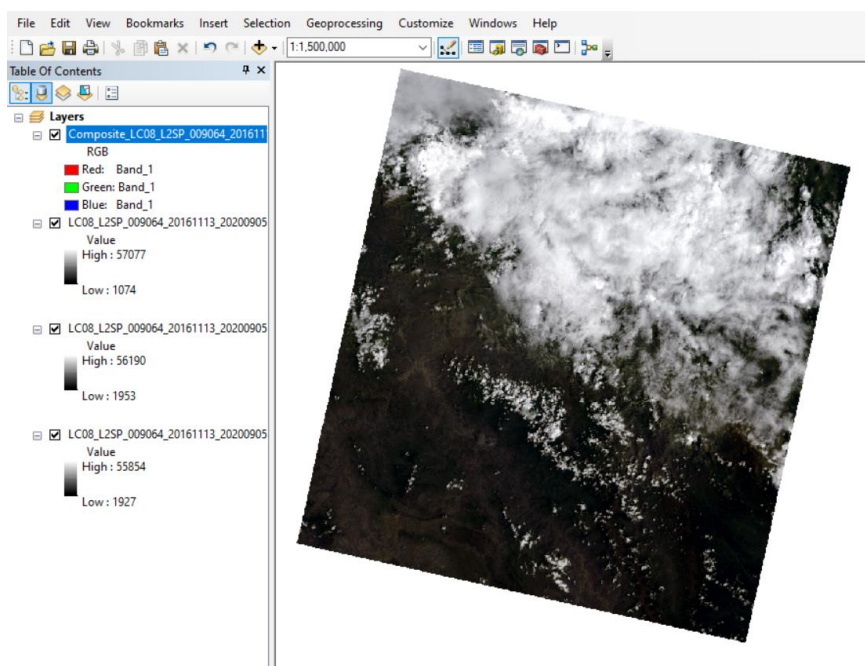 File Edit View Bookmarks Insert Selection Geoprocessing Customize Windows Help
1:1,500,000
Table Of Contents
Layers
Composite_LC08_L2SP_009064_2016111
RGB
Red: Band_1
Green: Band_1
Blue: Band_1
LC08_L2SP_009064_20161113_20200905
Value
High : 57077
Low : 1074
LC08_L2SP_009064_20161113_20200905
Value
High : 56190
Low : 1953
LC08_L2SP_009064_20161113_20200905
Value
High : 55854
Low : 1927